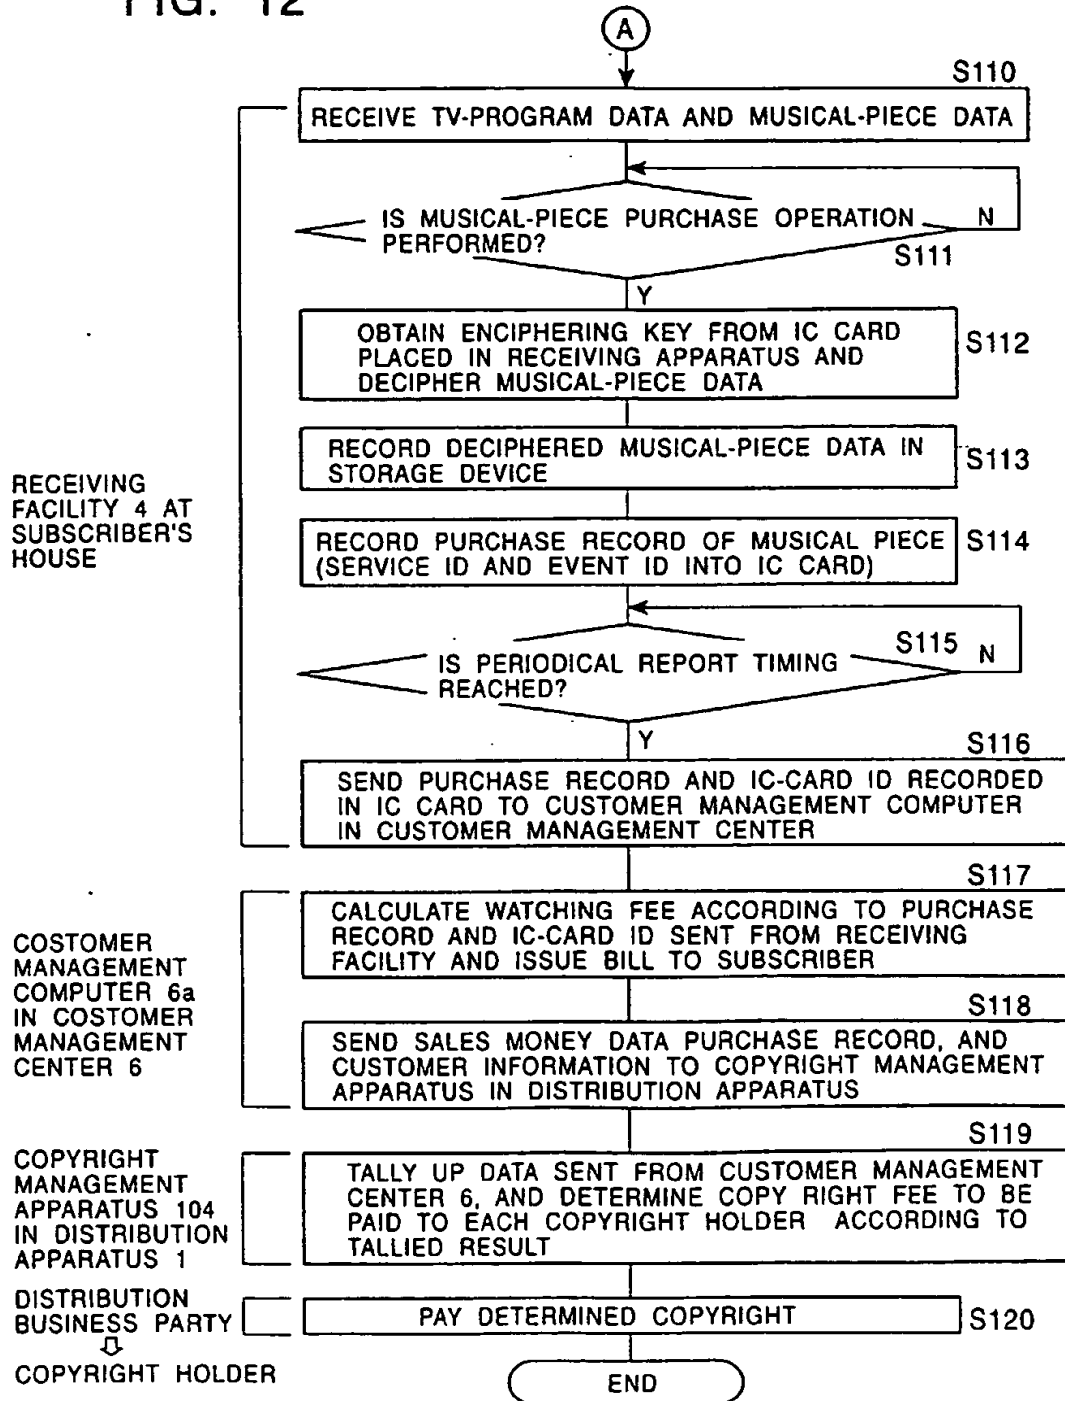 FIG. 12
A
S110
RECEIVE TV-PROGRAM DATA AND MUSICAL-PIECE DATA
IS MUSICAL-PIECE PURCHASE OPERATION
PERFORMED?
N
S111
Y
OBTAIN ENCIPHERING KEY FROM IC CARD
PLACED IN RECEIVING APPARATUS AND
DECIPHER MUSICAL-PIECE DATA
S112
RECORD DECIPHERED MUSICAL-PIECE DATA IN
STORAGE DEVICE
S113
RECEIVING
FACILITY 4 AT
SUBSCRIBER'S
HOUSE
RECORD PURCHASE RECORD OF MUSICAL PIECE
(SERVICE ID AND EVENT ID INTO IC CARD)
S114
IS PERIODICAL REPORT TIMING
REACHED?
S115
N
Y
S116
SEND PURCHASE RECORD AND IC-CARD ID RECORDED
IN IC CARD TO CUSTOMER MANAGEMENT COMPUTER
IN CUSTOMER MANAGEMENT CENTER
S117
CALCULATE WATCHING FEE ACCORDING TO PURCHASE
RECORD AND IC-CARD ID SENT FROM RECEIVING
FACILITY AND ISSUE BILL TO SUBSCRIBER
COSTOMER
MANAGEMENT
COMPUTER 6a
IN COSTOMER
MANAGEMENT
CENTER 6
S118
SEND SALES MONEY DATA PURCHASE RECORD, AND
CUSTOMER INFORMATION TO COPYRIGHT MANAGEMENT
APPARATUS IN DISTRIBUTION APPARATUS
S119
COPYRIGHT
MANAGEMENT
APPARATUS 104
IN DISTRIBUTION
APPARATUS 1
TALLY UP DATA SENT FROM CUSTOMER MANAGEMENT
CENTER 6, AND DETERMINE COPY RIGHT FEE TO BE
PAID TO EACH COPYRIGHT HOLDER ACCORDING TO
TALLIED RESULT
DISTRIBUTION
BUSINESS PARTY
⇩
COPYRIGHT HOLDER
PAY DETERMINED COPYRIGHT
S120
END